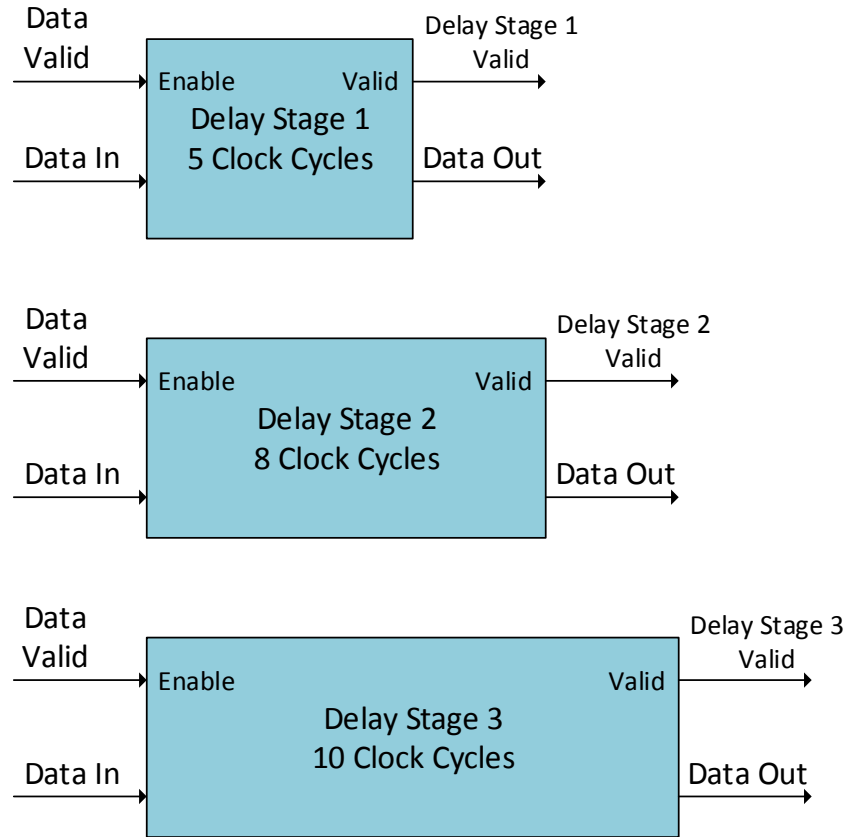 Data
Valid
Delay Stage 1
Valid
Enable
Valid
Delay Stage 1
5 Clock Cycles
Data In
Data Out
Data
Valid
Delay Stage 2
Valid
Enable
Valid
Delay Stage 2
8 Clock Cycles
Data In
Data Out
Data
Valid
Delay Stage 3
Valid
Enable
Valid
Delay Stage 3
10 Clock Cycles
Data In
Data Out